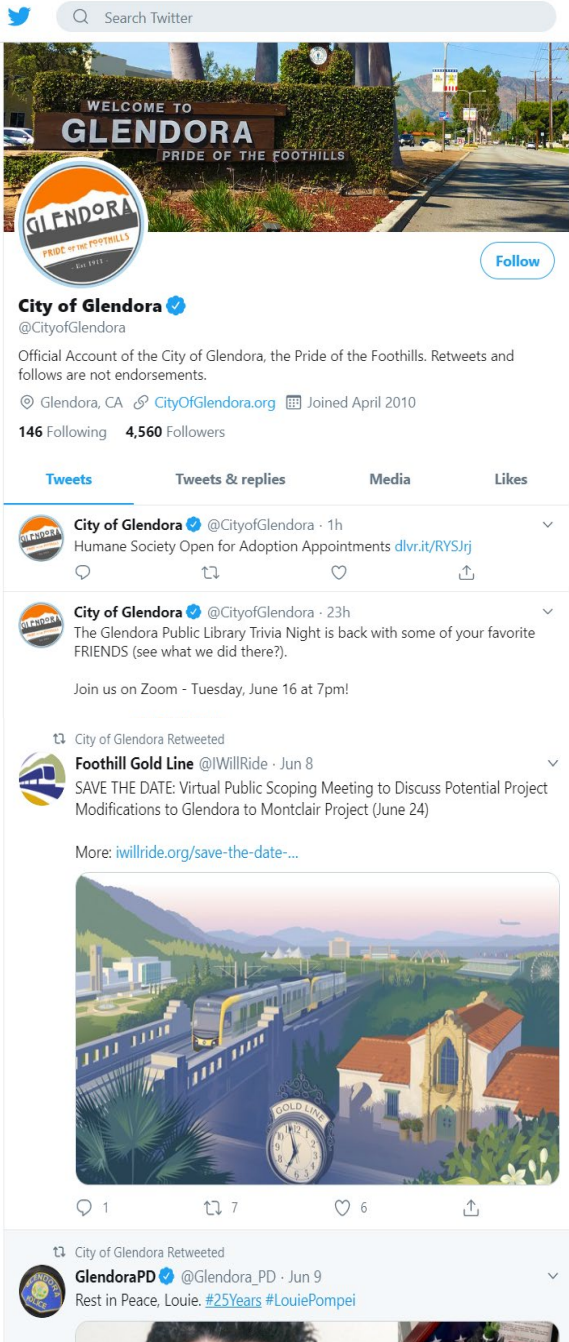 Search Twitter
WELCOME TO
GLENDORA
PRIDE OF THE FOOTHILLS
GLENDORA
PRIDE OF THE FOOTHILLS
Est 1911
Follow
City of Glendora
@CityofGlendora
Official Account of the City of Glendora, the Pride of the Foothills. Retweets and
follows are not endorsements.
Glendora, CA CityOfGlendora.org Joined April 2010
146 Following 4,560 Followers
Tweets Tweets & replies Media Likes
City of Glendora @CityofGlendora · 1h
Humane Society Open for Adoption Appointments dlvr.it/RYSJrj
City of Glendora @CityofGlendora · 23h
The Glendora Public Library Trivia Night is back with some of your favorite
FRIENDS (see what we did there?).
Join us on Zoom - Tuesday, June 16 at 7pm!
City of Glendora Retweeted
Foothill Gold Line @IWillRide · Jun 8
SAVE THE DATE: Virtual Public Scoping Meeting to Discuss Potential Project
Modifications to Glendora to Montclair Project (June 24)
More: iwillride.org/save-the-date-...
GOLD LINE
1 7 6
City of Glendora Retweeted
GlendoraPD @Glendora_PD · Jun 9
Rest in Peace, Louie. #25Years #LouiePompei